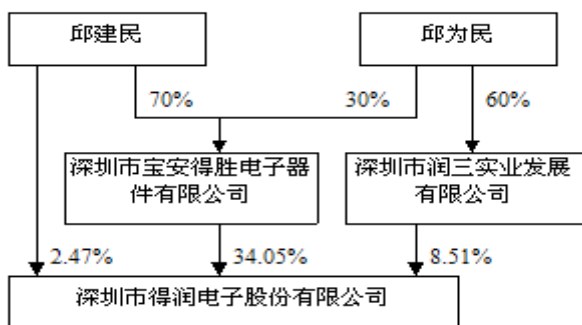 邱建民
邱为民
70%
30%
60%
深圳市宝安得胜电子器
件有限公司
深圳市润三实业发展
有限公司
2.47%
34.05%
8.51%
深圳市得润电子股份有限公司